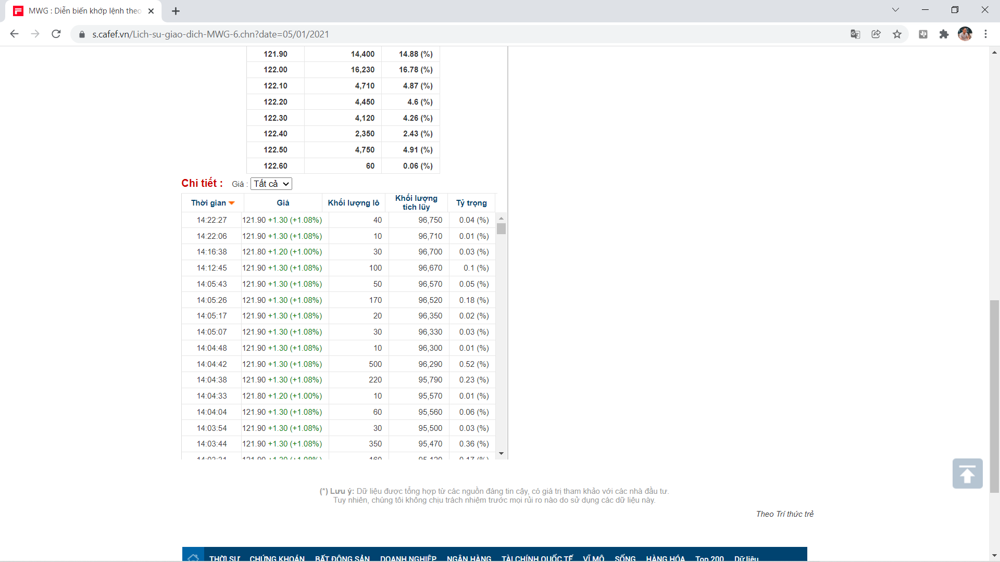 MWG : Diễn biến khớp lệnh theo
s.cafef.vn/Lich-su-giao-dich-MWG-6.chn?date=05/01/2021
121.90 14,400 14.88 (%)
122.00 16,230 16.78 (%)
122.10 4,710 4.87 (%)
122.20 4,450 4.6 (%)
122.30 4,120 4.26 (%)
122.40 2,350 2.43 (%)
122.50 4,750 4.91 (%)
122.60 60 0.06 (%)
Chi tiết : Giá : Tất cả
Thời gian Giá Khối lượng lô Khối lượng tích lũy Tỷ trọng
14:22:27 121.90 +1.30 (+1.08%) 40 96,750 0.04 (%)
14:22:06 121.90 +1.30 (+1.08%) 10 96,710 0.01 (%)
14:16:38 121.80 +1.20 (+1.00%) 30 96,700 0.03 (%)
14:12:45 121.90 +1.30 (+1.08%) 100 96,670 0.1 (%)
14:05:43 121.90 +1.30 (+1.08%) 50 96,570 0.05 (%)
14:05:26 121.90 +1.30 (+1.08%) 170 96,520 0.18 (%)
14:05:17 121.90 +1.30 (+1.08%) 20 96,350 0.02 (%)
14:05:07 121.90 +1.30 (+1.08%) 30 96,330 0.03 (%)
14:04:48 121.90 +1.30 (+1.08%) 10 96,300 0.01 (%)
14:04:42 121.90 +1.30 (+1.08%) 500 96,290 0.52 (%)
14:04:38 121.90 +1.30 (+1.08%) 220 95,790 0.23 (%)
14:04:33 121.80 +1.20 (+1.00%) 10 95,570 0.01 (%)
14:04:04 121.90 +1.30 (+1.08%) 60 95,560 0.06 (%)
14:03:54 121.90 +1.30 (+1.08%) 30 95,500 0.03 (%)
14:03:44 121.90 +1.30 (+1.08%) 350 95,470 0.36 (%)
121.90 +1.30 (+1.08%) 160 95,120 0.17 (%)
(*) Lưu ý: Dữ liệu được tổng hợp từ các nguồn đáng tin cậy, có giá trị tham khảo với các nhà đầu tư.
Tuy nhiên, chúng tôi không chịu trách nhiệm trước mọi rủi ro nào do sử dụng các dữ liệu này.
Theo Trí thức trẻ
THỜI SỰ CHỨNG KHOÁN BẤT ĐỘNG SẢN DOANH NGHIỆP NGÂN HÀNG TÀI CHÍNH QUỐC TẾ VĨ MÔ SỐNG HÀNG HÓA Top 200 Dữ liệu